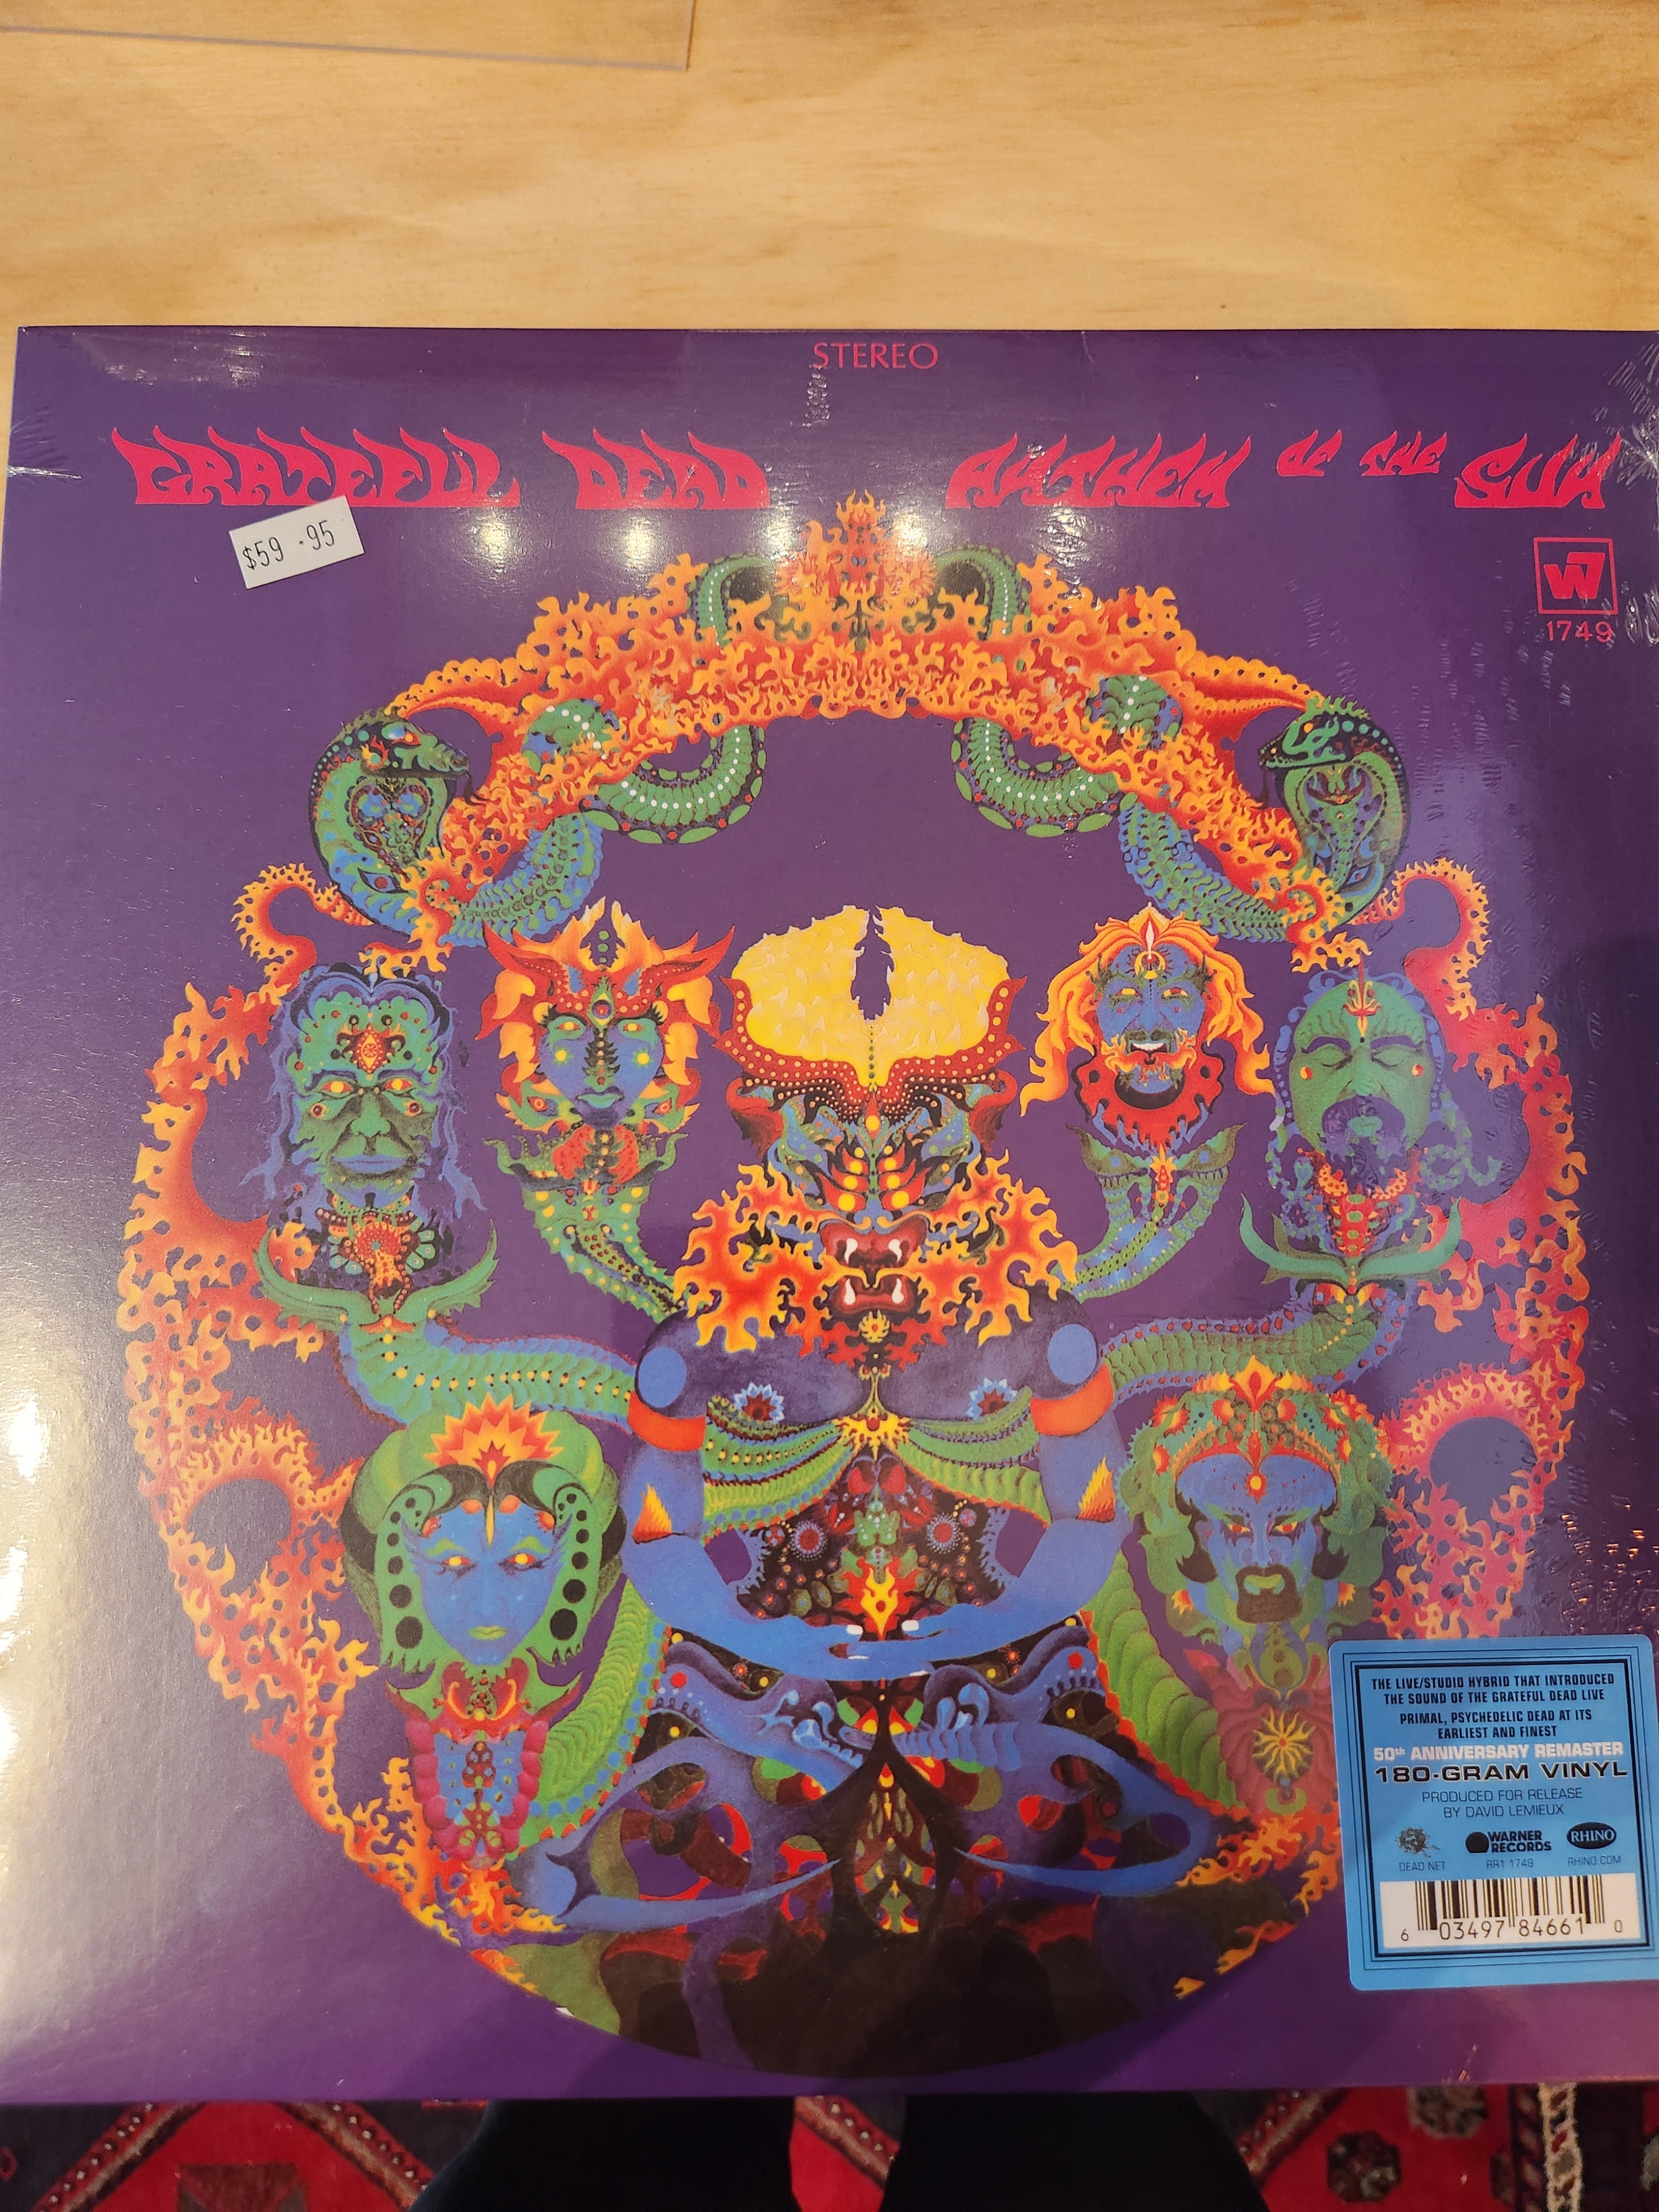 STEREO
GRATEFUL DEAD ANTHEM OF THE SUN
$59.95
W7
1749
THE LIVE/STUDIO HYBRID THAT INTRODUCED
THE SOUND OF THE GRATEFUL DEAD LIVE
PRIMAL, PSYCHEDELIC DEAD AT ITS
EARLIEST AND FINEST
50th ANNIVERSARY REMASTER
180-GRAM VINYL
PRODUCED FOR RELEASE
BY DAVID LEMIEUX
WARNER
RECORDS
RHINO
DEAD.NET RR1 1749 RHINO.COM
6 03497 84661 0